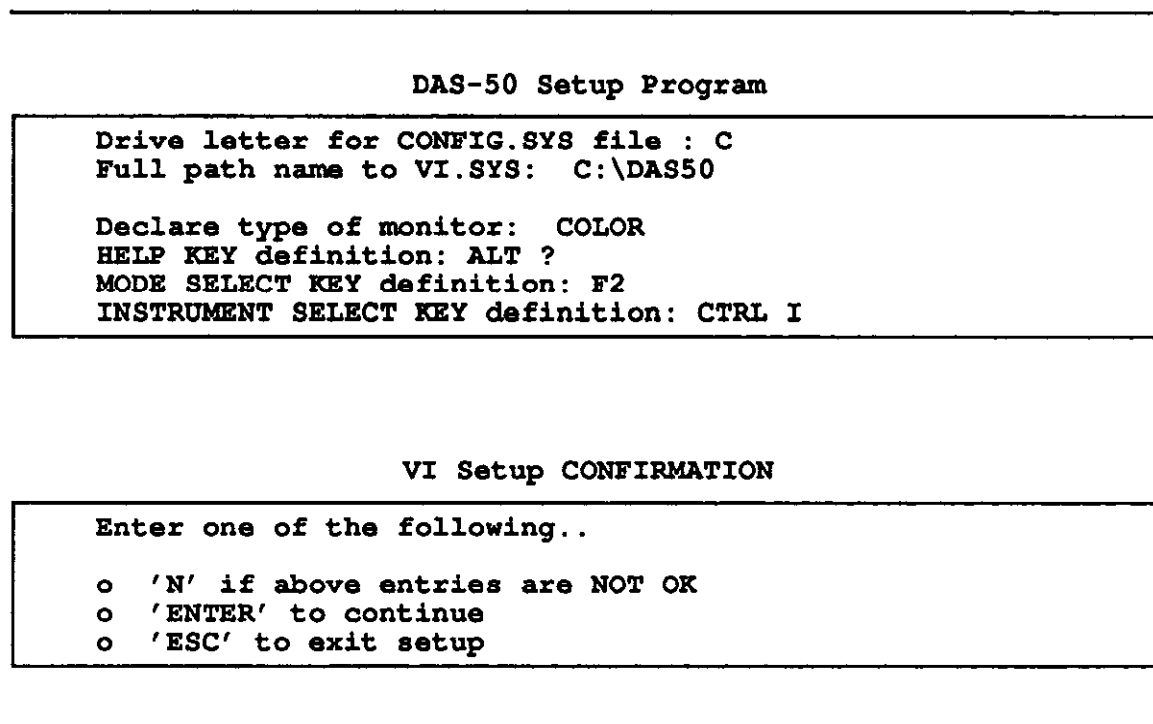 DAS-50 Setup Program
Drive letter for CONFIG.SYS file : C
Full path name to VI.SYS: C:\DAS50
Declare type of monitor: COLOR
HELP KEY definition: ALT ?
MODE SELECT KEY definition: F2
INSTRUMENT SELECT KEY definition: CTRL I
VI Setup CONFIRMATION
Enter one of the following..
o 'N' if above entries are NOT OK
o 'ENTER' to continue
o 'ESC' to exit setup